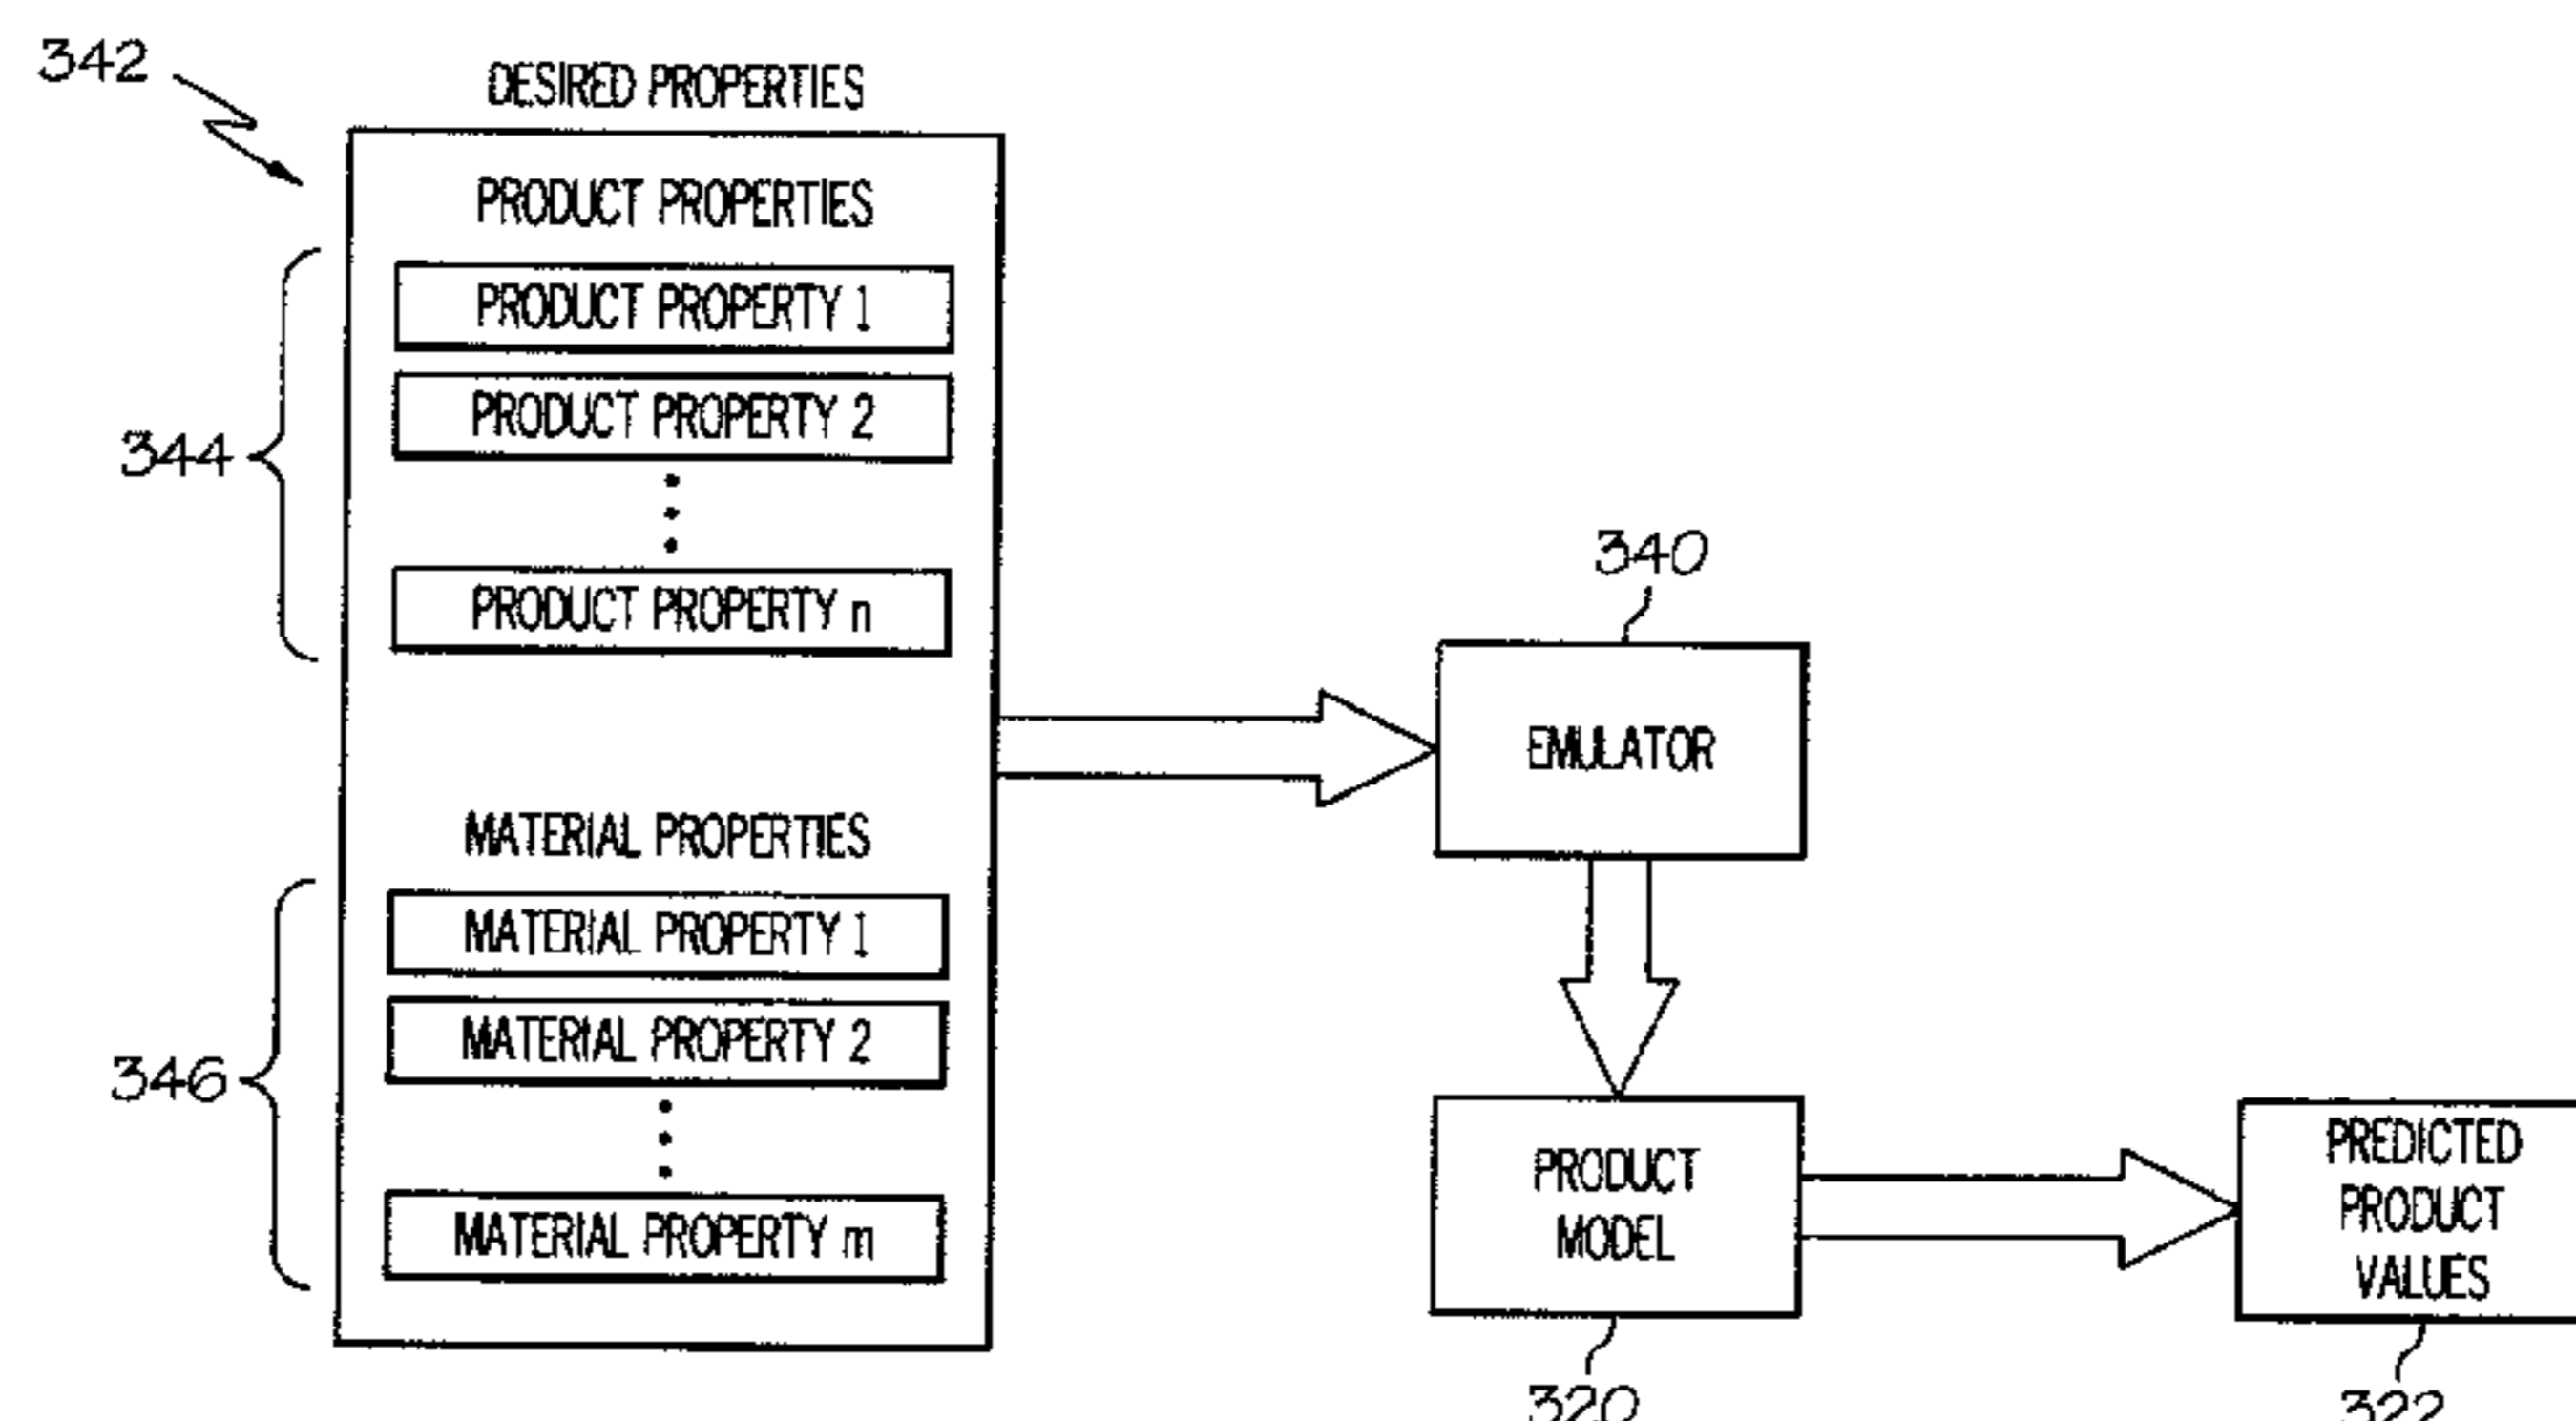 342
DESIRED PROPERTIES
PRODUCT PROPERTIES
PRODUCT PROPERTY 1
PRODUCT PROPERTY 2
344
PRODUCT PROPERTY n
MATERIAL PROPERTIES
MATERIAL PROPERTY 1
MATERIAL PROPERTY 2
346
MATERIAL PROPERTY m
340
EMULATOR
PRODUCT
MODEL
320
PREDICTED
PRODUCT
VALUES
322